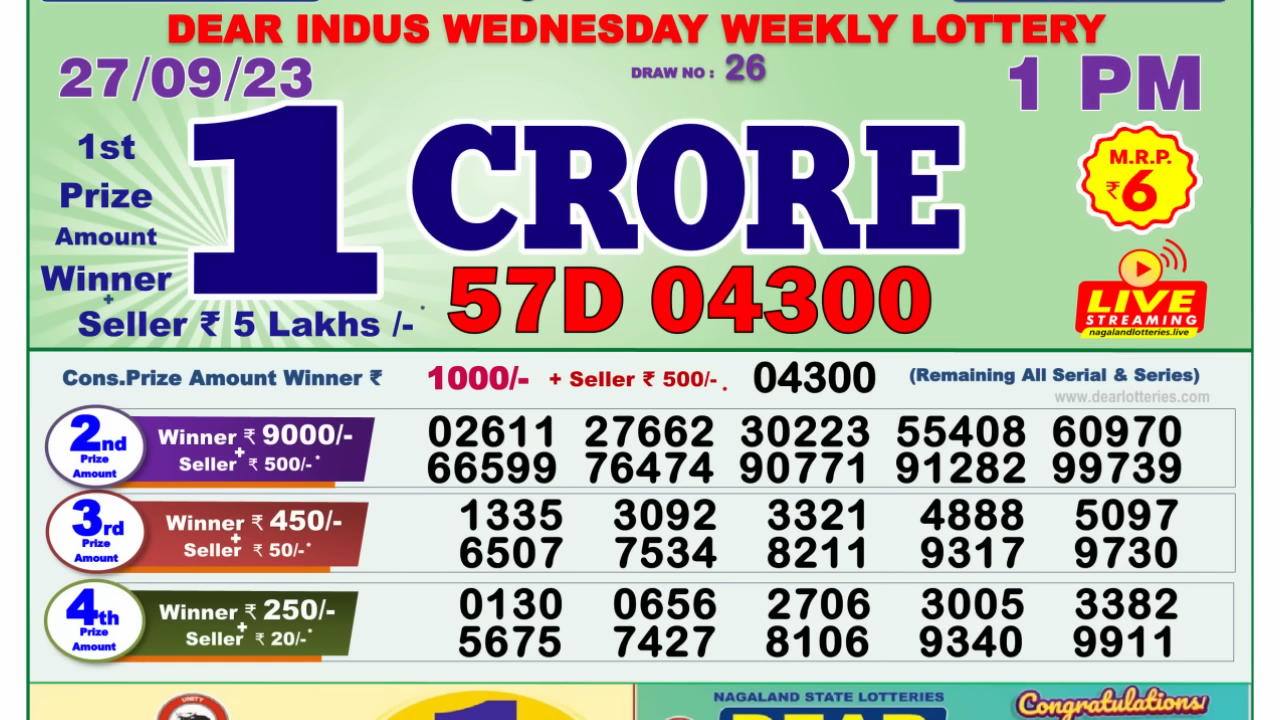 DEAR INDUS WEDNESDAY WEEKLY LOTTERY
27/09/23
DRAW NO : 26
1 PM
1st
Prize
Amount
Winner
+
Seller ₹ 5 Lakhs /-
1 CRORE
57D 04300
M.R.P.
₹6
LIVE
STREAMING
nagalandlotteries.live
Cons.Prize Amount Winner ₹ 1000/- + Seller ₹ 500/- . 04300 (Remaining All Serial & Series)
www.dearlotteries.com
2nd
Prize
Amount
Winner ₹ 9000/-
+
Seller ₹ 500/-*
02611 27662 30223 55408 60970
66599 76474 90771 91282 99739
3rd
Prize
Amount
Winner ₹ 450/-
+
Seller ₹ 50/-*
1335 3092 3321 4888 5097
6507 7534 8211 9317 9730
4th
Prize
Amount
Winner ₹ 250/-
+
Seller ₹ 20/-*
0130 0656 2706 3005 3382
5675 7427 8106 9340 9911
UNITY
1
NAGALAND STATE LOTTERIES
DEAR
Congratulations